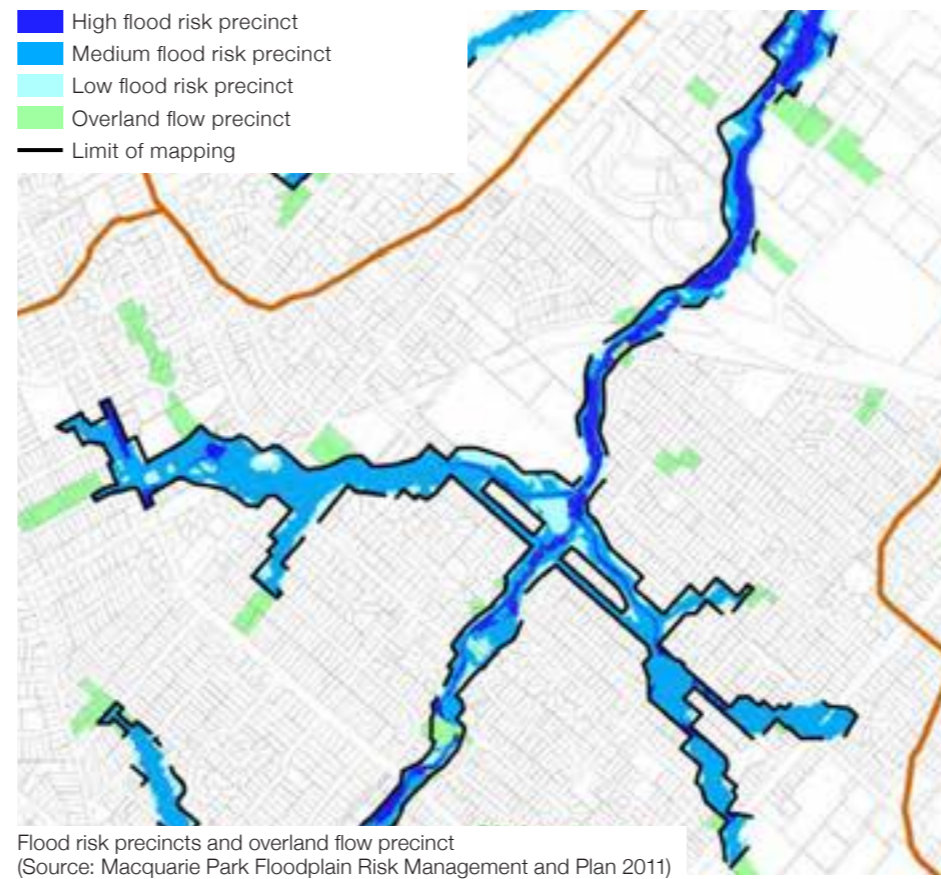 High flood risk precinct
Medium flood risk precinct
Low flood risk precinct
Overland flow precinct
Limit of mapping
Flood risk precincts and overland flow precinct
(Source: Macquarie Park Floodplain Risk Management and Plan 2011)